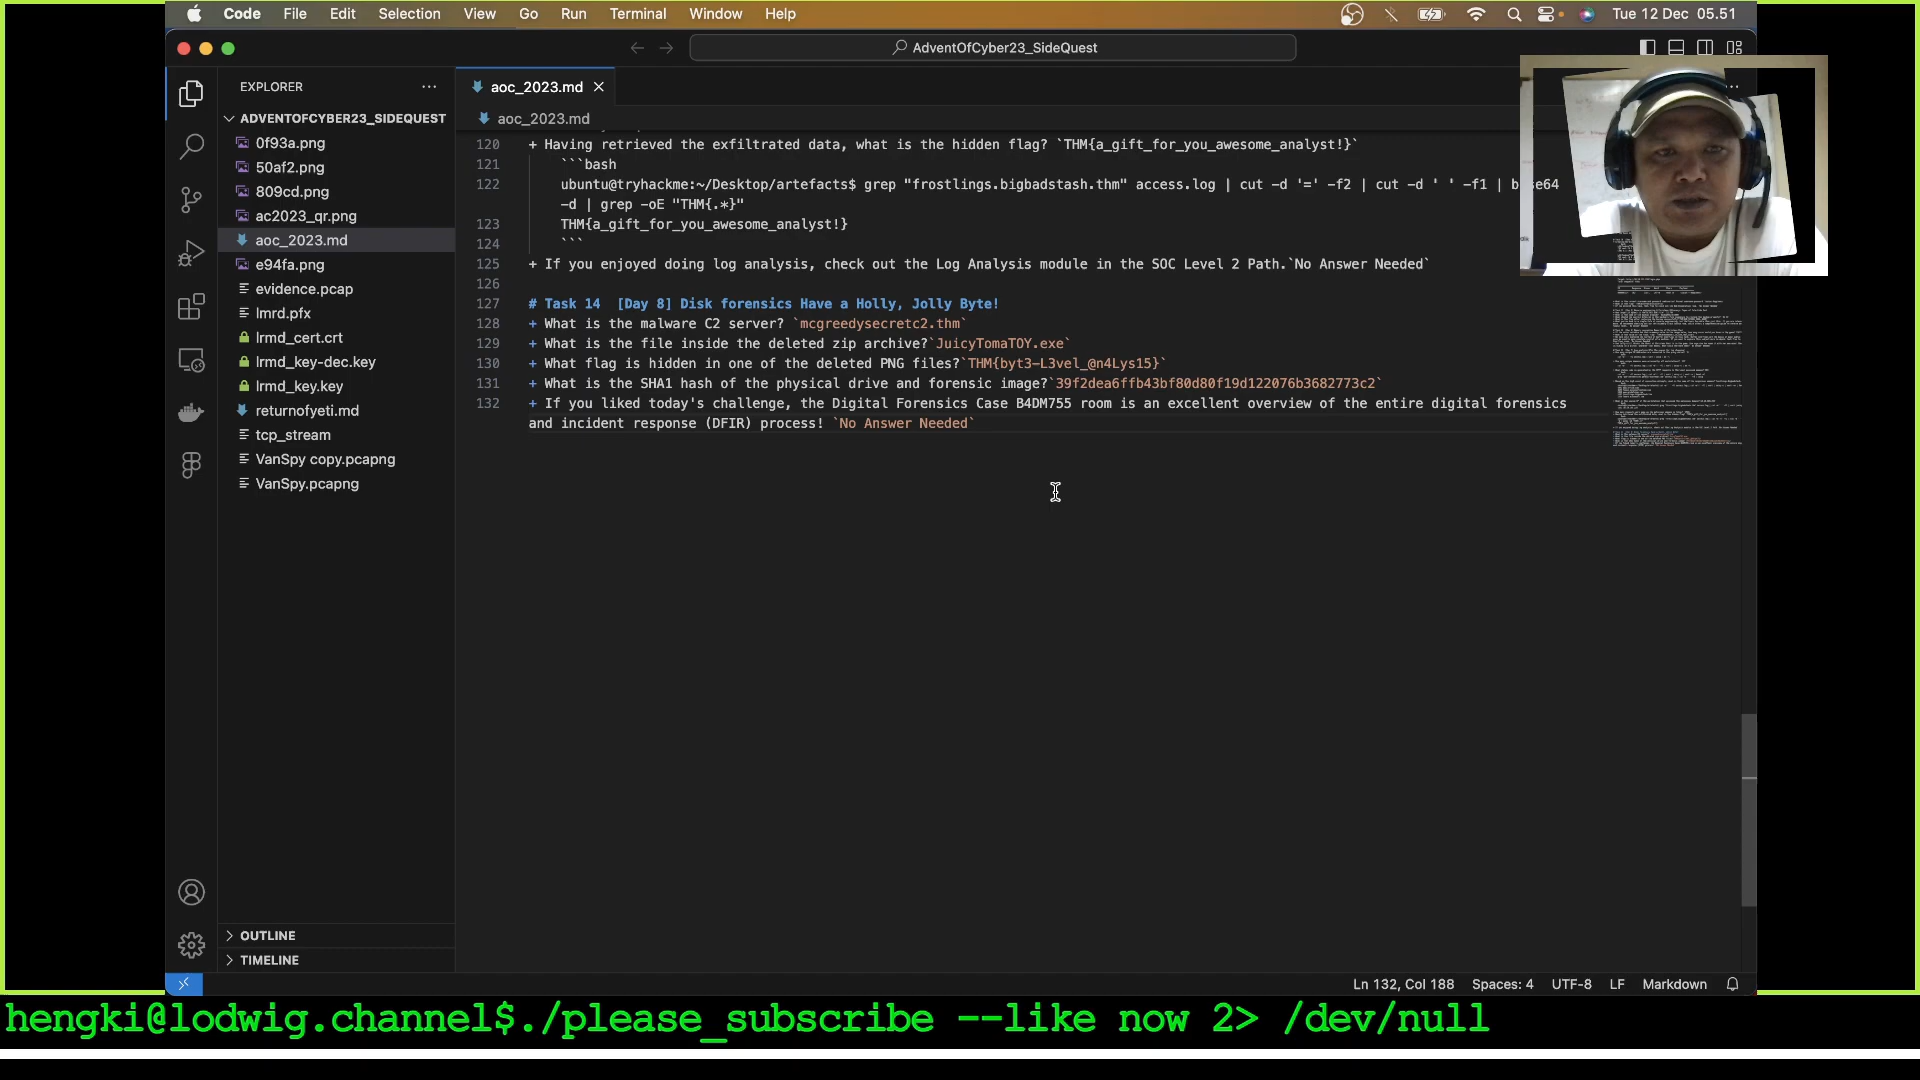 Code File Edit Selection View Go Run Terminal Window Help Tue 12 Dec 05.51
AdventOfCyber23_SideQuest
EXPLORER
ADVENTOFCYBER23_SIDEQUEST
0f93a.png
50af2.png
809cd.png
ac2023_qr.png
aoc_2023.md
e94fa.png
evidence.pcap
lmrd.pfx
lrmd_cert.crt
lrmd_key-dec.key
lrmd_key.key
returnofyeti.md
tcp_stream
VanSpy copy.pcapng
VanSpy.pcapng
OUTLINE
TIMELINE
aoc_2023.md
aoc_2023.md
120 + Having retrieved the exfiltrated data, what is the hidden flag? `THM{a_gift_for_you_awesome_analyst!}`
121 ```bash
122 ubuntu@tryhackme:~/Desktop/artefacts$ grep "frostlings.bigbadstash.thm" access.log | cut -d '=' -f2 | cut -d ' ' -f1 | base64
-d | grep -oE "THM{.*}"
123 THM{a_gift_for_you_awesome_analyst!}
124 ```
125 + If you enjoyed doing log analysis, check out the Log Analysis module in the SOC Level 2 Path.`No Answer Needed`
126
127 # Task 14  [Day 8] Disk forensics Have a Holly, Jolly Byte!
128 + What is the malware C2 server? `mcgreedysecretc2.thm`
129 + What is the file inside the deleted zip archive?`JuicyTomaTOY.exe`
130 + What flag is hidden in one of the deleted PNG files?`THM{byt3-L3vel_@n4Lys15}`
131 + What is the SHA1 hash of the physical drive and forensic image?`39f2dea6ffb43bf80d80f19d122076b3682773c2`
132 + If you liked today's challenge, the Digital Forensics Case B4DM755 room is an excellent overview of the entire digital forensics
and incident response (DFIR) process! `No Answer Needed`
Ln 132, Col 188 Spaces: 4 UTF-8 LF Markdown
hengki@lodwig.channel$./please_subscribe --like now 2> /dev/null